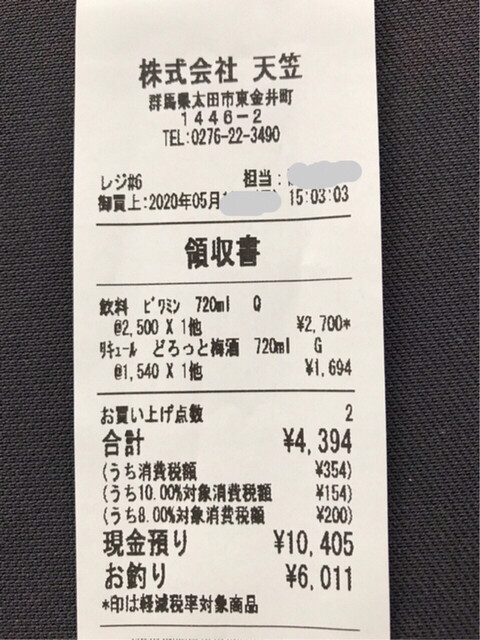 株式会社 天笠
群馬県太田市東金井町
1446-2
TEL:0276-22-3490
レジ#6 担当:
御買上:2020年05月 15:03:03
領収書
飲料 ビワミン 720ml Q
@2,500 X 1他 ¥2,700*
リキュール どろっと梅酒 720ml G
@1,540 X 1他 ¥1,694
お買い上げ点数 2
合計 ¥4,394
(うち消費税額 ¥354)
(うち10.00%対象消費税額 ¥154)
(うち8.00%対象消費税額 ¥200)
現金預り ¥10,405
お釣り ¥6,011
*印は軽減税率対象商品